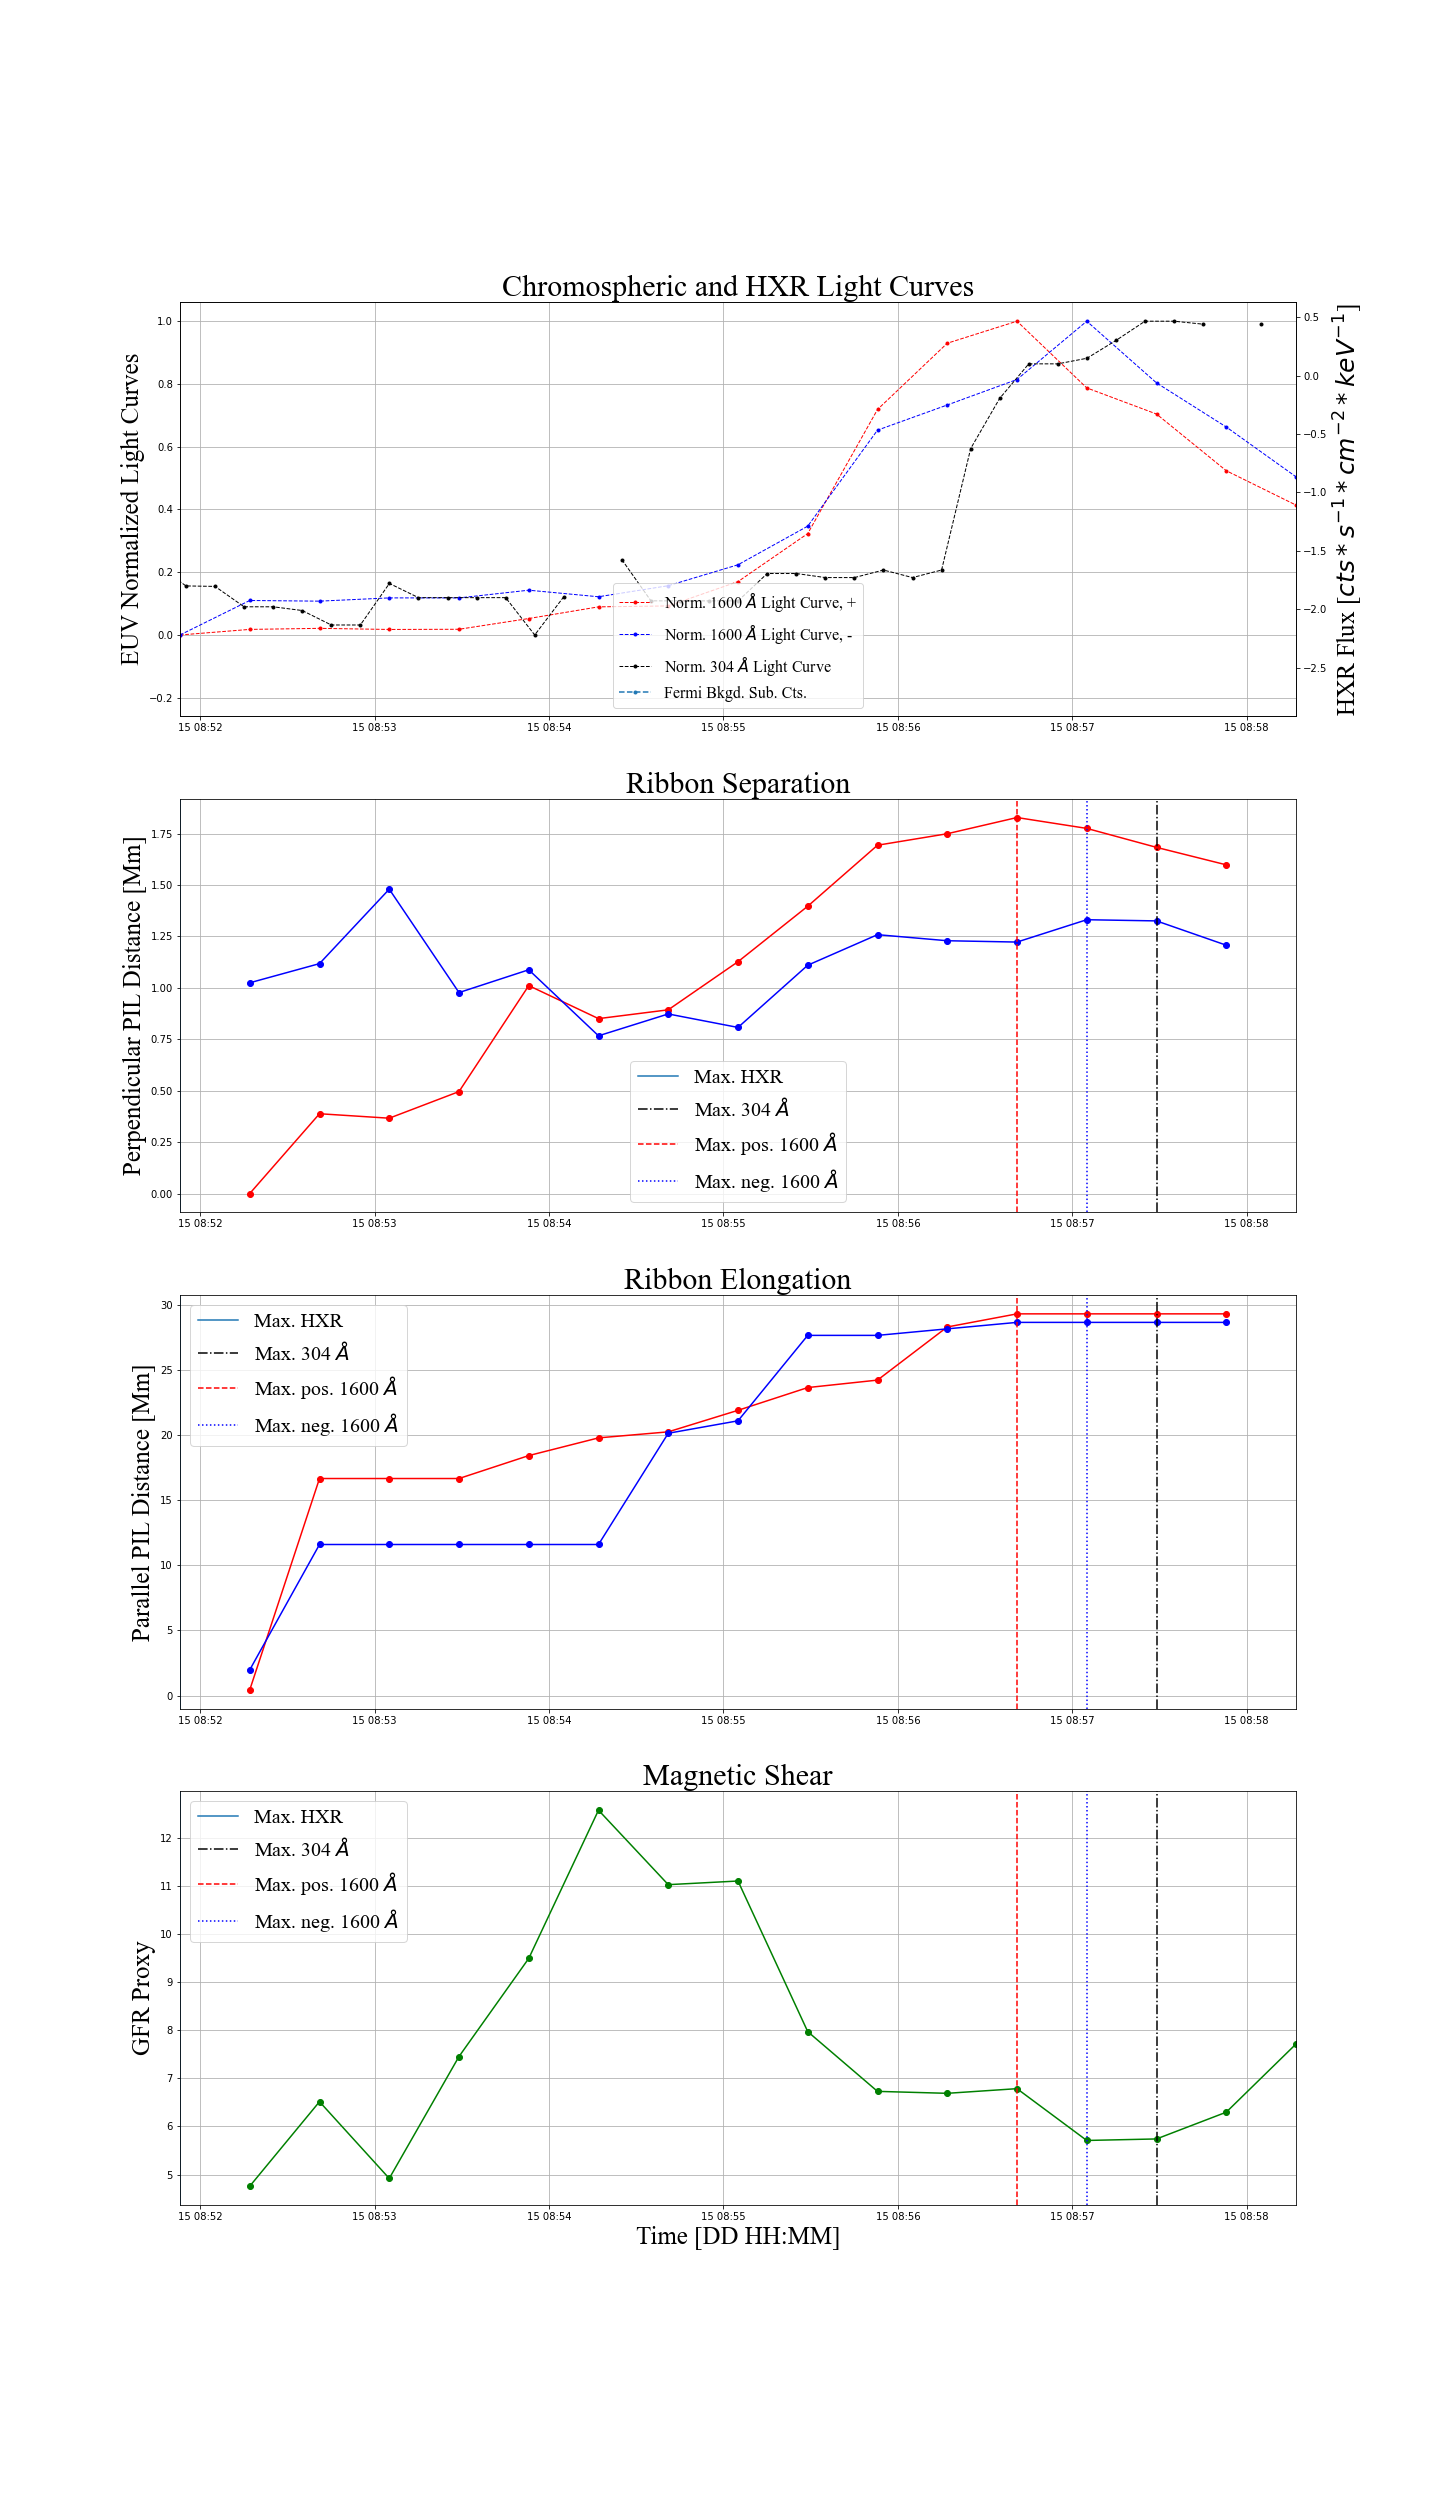 Chromospheric and HXR Light Curves
EUV Normalized Light Curves
1.0
0.8
0.6
0.4
0.2
0.0
−0.2
0.5
0.0
−0.5
−1.0
−1.5
−2.0
−2.5
HXR Flux [cts * s⁻¹ * cm⁻² * keV⁻¹]
Norm. 1600 Å Light Curve, +
Norm. 1600 Å Light Curve, -
Norm. 304 Å Light Curve
Fermi Bkgd. Sub. Cts.
15 08:52 15 08:53 15 08:54 15 08:55 15 08:56 15 08:57 15 08:58
Ribbon Separation
Perpendicular PIL Distance [Mm]
1.75
1.50
1.25
1.00
0.75
0.50
0.25
0.00
Max. HXR
Max. 304 Å
Max. pos. 1600 Å
Max. neg. 1600 Å
15 08:52 15 08:53 15 08:54 15 08:55 15 08:56 15 08:57 15 08:58
Ribbon Elongation
Parallel PIL Distance [Mm]
30
25
20
15
10
5
0
Max. HXR
Max. 304 Å
Max. pos. 1600 Å
Max. neg. 1600 Å
15 08:52 15 08:53 15 08:54 15 08:55 15 08:56 15 08:57 15 08:58
Magnetic Shear
GFR Proxy
12
11
10
9
8
7
6
5
Max. HXR
Max. 304 Å
Max. pos. 1600 Å
Max. neg. 1600 Å
15 08:52 15 08:53 15 08:54 15 08:55 15 08:56 15 08:57 15 08:58
Time [DD HH:MM]